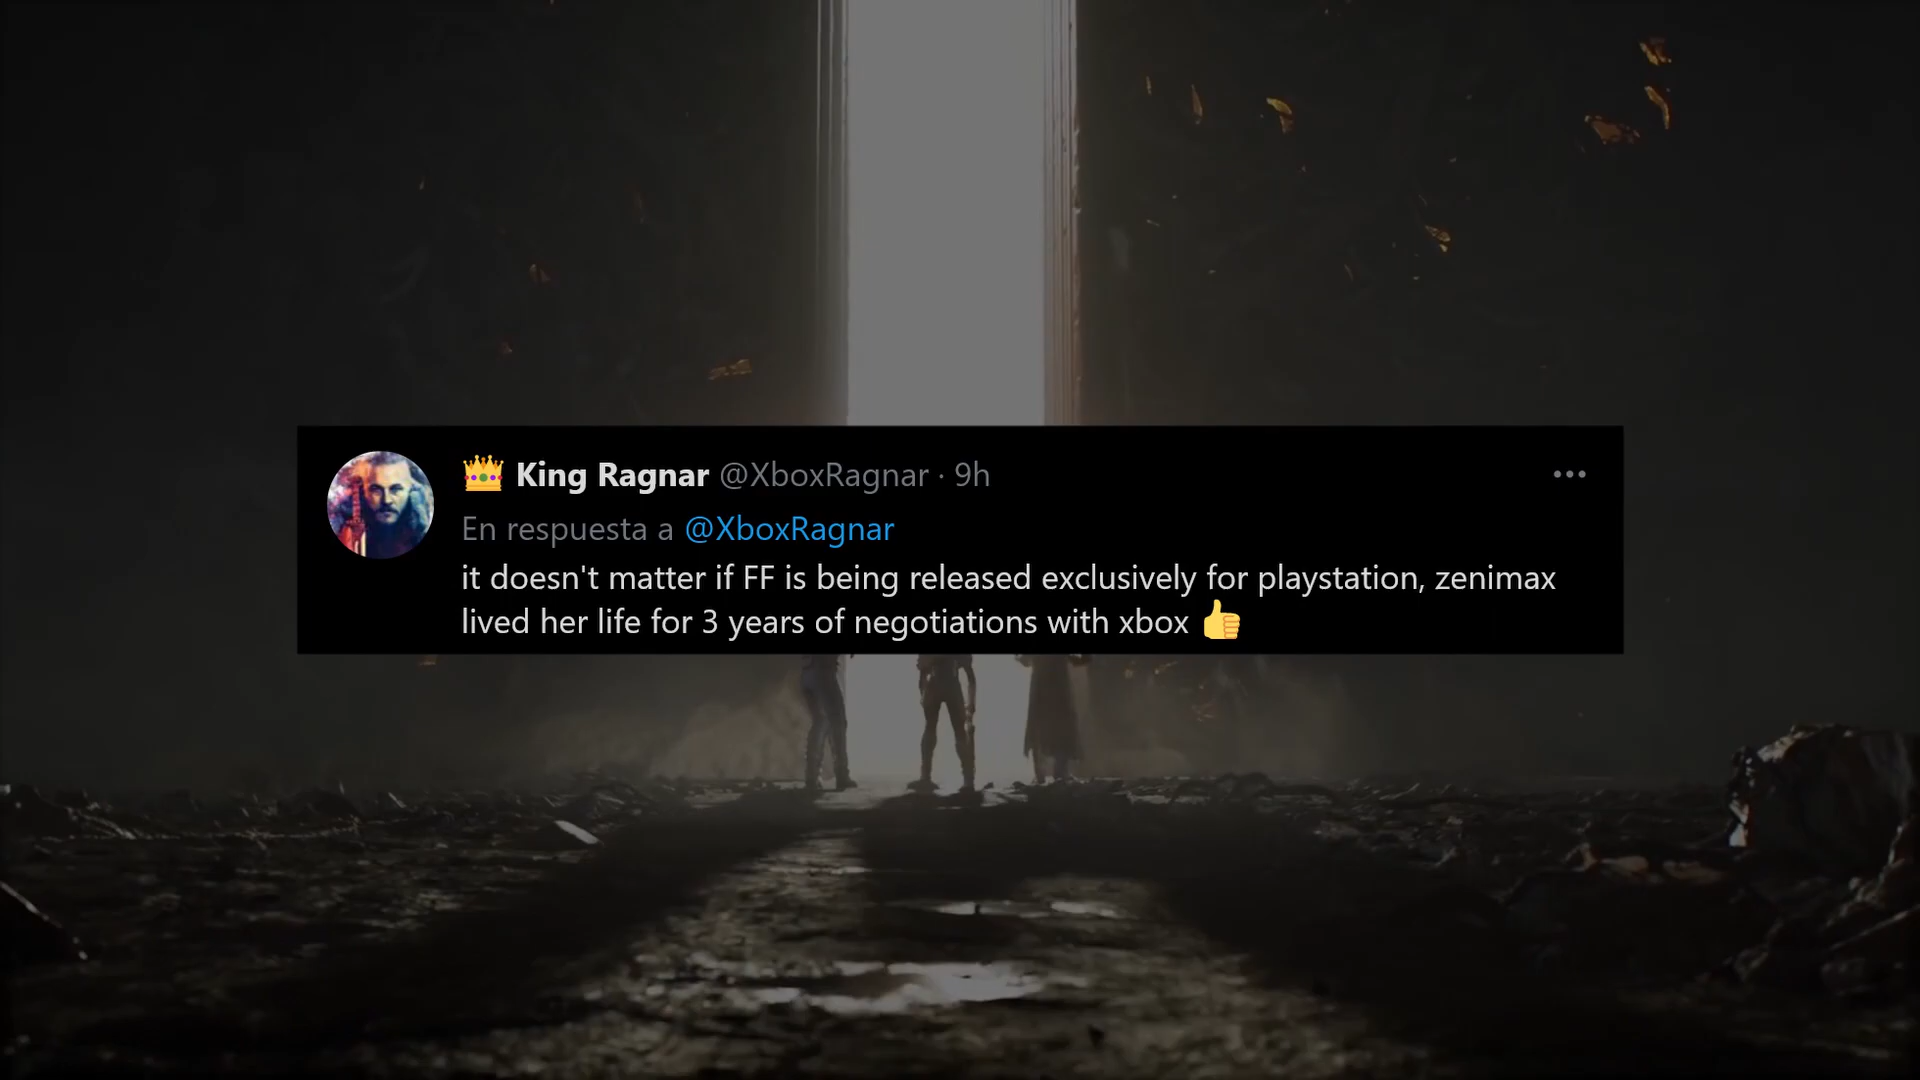 👑 King Ragnar @XboxRagnar · 9h
En respuesta a @XboxRagnar
it doesn't matter if FF is being released exclusively for playstation, zenimax
lived her life for 3 years of negotiations with xbox 👍